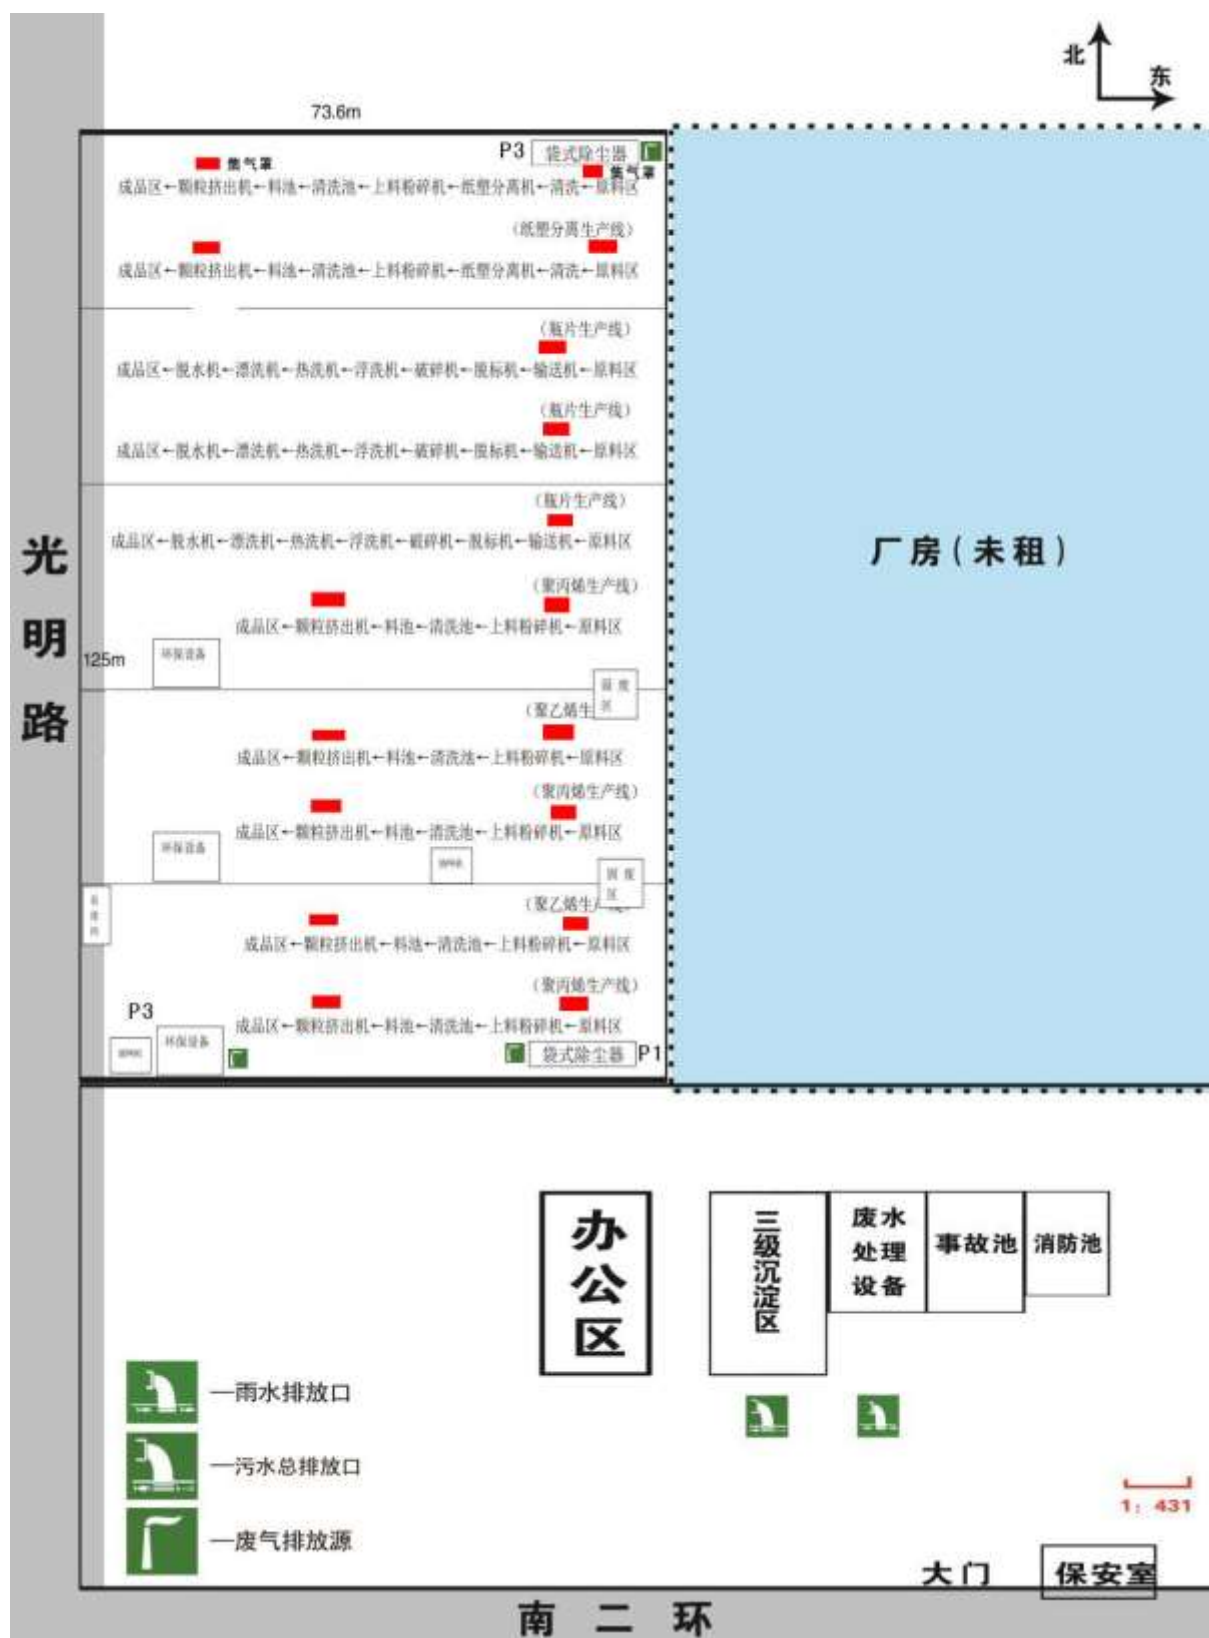 北
东
73.6m
P3 袋式除尘器
集气罩
集气罩
成品区←颗粒挤出机←料池←清洗池←上料粉碎机←纸塑分离机←清洗←原料区
(纸塑分离生产线)
成品区←颗粒挤出机←料池←清洗池←上料粉碎机←纸塑分离机←清洗←原料区
(瓶片生产线)
成品区←脱水机←漂洗机←热洗机←浮洗机←破碎机←脱标机←输送机←原料区
(瓶片生产线)
成品区←脱水机←漂洗机←热洗机←浮洗机←破碎机←脱标机←输送机←原料区
(瓶片生产线)
成品区←脱水机←漂洗机←热洗机←浮洗机←破碎机←脱标机←输送机←原料区
(聚丙烯生产线)
成品区←颗粒挤出机←料池←清洗池←上料粉碎机←原料区
环保设备
125m
固废
区
(聚乙烯生
成品区←颗粒挤出机←料池←清洗池←上料粉碎机←原料区
(聚丙烯生产线)
成品区←颗粒挤出机←料池←清洗池←上料粉碎机←原料区
环保设备
固废
区
(聚乙烯生
成品区←颗粒挤出机←料池←清洗池←上料粉碎机←原料区
(聚丙烯生产线)
P3
成品区←颗粒挤出机←料池←清洗池←上料粉碎机←原料区
环保设备
袋式除尘器 P1
光明路
厂房(未租)
办公区
三级沉淀区
废水
处理
设备
事故池
消防池
—雨水排放口
—污水总排放口
—废气排放源
1: 431
大门
保安室
南二环